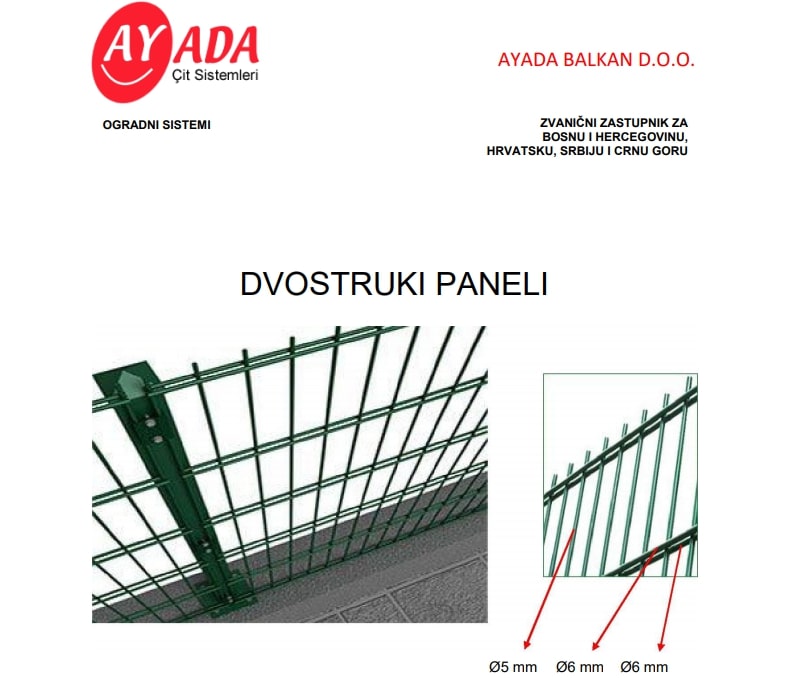 AYADA
Çit Sistemleri
OGRADNI SISTEMI
AYADA BALKAN D.O.O.
ZVANIČNI ZASTUPNIK ZA
BOSNU I HERCEGOVINU,
HRVATSKU, SRBIJU I CRNU GORU
DVOSTRUKI PANELI
Ø5 mm Ø6 mm Ø6 mm